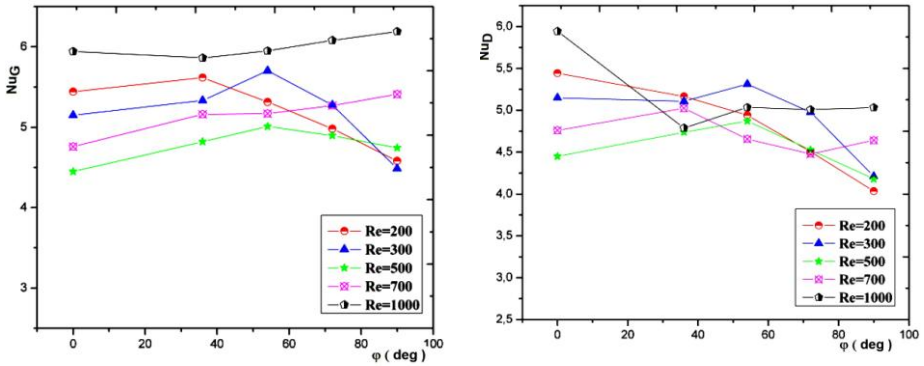 NuG
6
5
4
3
Re=200
Re=300
Re=500
Re=700
Re=1000
0 20 40 60 80 100
φ ( deg )
NuD
6,0
5,5
5,0
4,5
4,0
3,5
3,0
2,5
Re=200
Re=300
Re=500
Re=700
Re=1000
0 20 40 60 80 100
φ ( deg )